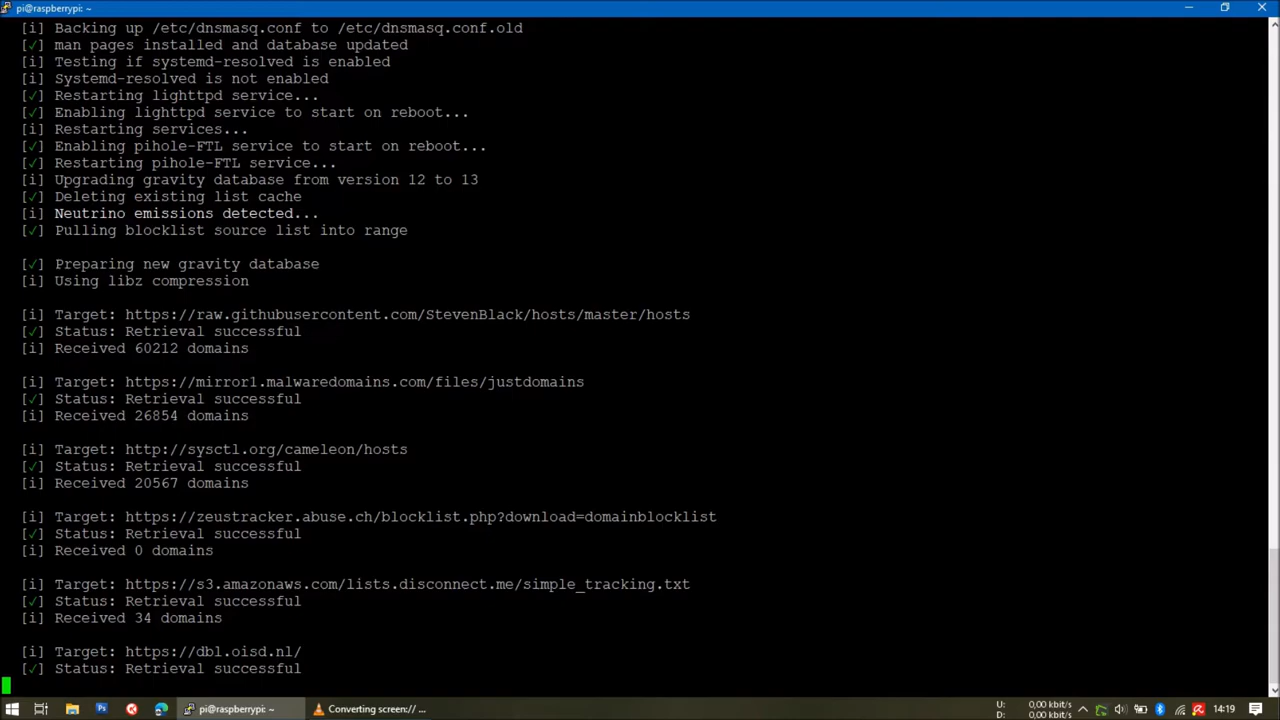 pi@raspberrypi: ~
[i] Backing up /etc/dnsmasq.conf to /etc/dnsmasq.conf.old
[✓] man pages installed and database updated
[i] Testing if systemd-resolved is enabled
[i] Systemd-resolved is not enabled
[✓] Restarting lighttpd service...
[✓] Enabling lighttpd service to start on reboot...
[i] Restarting services...
[✓] Enabling pihole-FTL service to start on reboot...
[✓] Restarting pihole-FTL service...
[i] Upgrading gravity database from version 12 to 13
[✓] Deleting existing list cache
[i] Neutrino emissions detected...
[✓] Pulling blocklist source list into range
[✓] Preparing new gravity database
[i] Using libz compression
[i] Target: https://raw.githubusercontent.com/StevenBlack/hosts/master/hosts
[✓] Status: Retrieval successful
[i] Received 60212 domains
[i] Target: https://mirror1.malwaredomains.com/files/justdomains
[✓] Status: Retrieval successful
[i] Received 26854 domains
[i] Target: http://sysctl.org/cameleon/hosts
[✓] Status: Retrieval successful
[i] Received 20567 domains
[i] Target: https://zeustracker.abuse.ch/blocklist.php?download=domainblocklist
[✓] Status: Retrieval successful
[i] Received 0 domains
[i] Target: https://s3.amazonaws.com/lists.disconnect.me/simple_tracking.txt
[✓] Status: Retrieval successful
[i] Received 34 domains
[i] Target: https://dbl.oisd.nl/
[✓] Status: Retrieval successful
Ps
pi@raspberrypi: ~
Converting screen:// ...
U: 0,00 kbit/s
D: 0,00 kbit/s
14:19